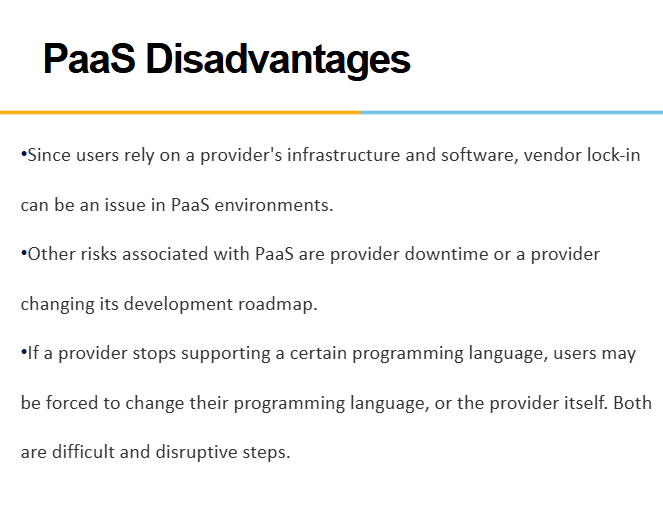 PaaS Disadvantages
•Since users rely on a provider's infrastructure and software, vendor lock-in
can be an issue in PaaS environments.
•Other risks associated with PaaS are provider downtime or a provider
changing its development roadmap.
•If a provider stops supporting a certain programming language, users may
be forced to change their programming language, or the provider itself. Both
are difficult and disruptive steps.